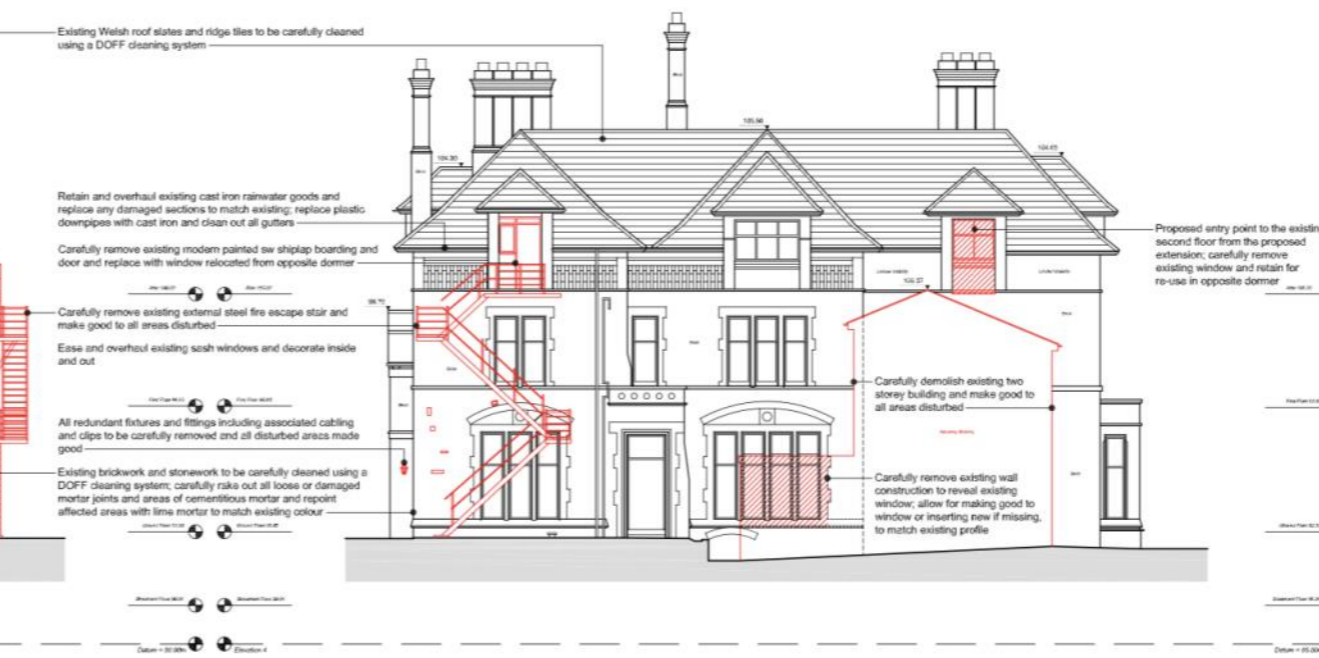 Existing Welsh roof slates and ridge tiles to be carefully cleaned
using a DOFF cleaning system
Retain and overhaul existing cast iron rainwater goods and
replace any damaged sections to match existing; replace plastic
downpipes with cast iron and clean out all gutters
Carefully remove existing modern painted sw shiplap boarding and
door and replace with window relocated from opposite dormer
Carefully remove existing external steel fire escape stair and
make good to all areas disturbed
Ease and overhaul existing sash windows and decorate inside
and out
All redundant fixtures and fittings including associated cabling
and clips to be carefully removed and all disturbed areas made
good
Existing brickwork and stonework to be carefully cleaned using a
DOFF cleaning system; carefully rake out all loose or damaged
mortar joints and areas of cementitious mortar and repoint
affected areas with lime mortar to match existing colour
Proposed entry point to the existin
second floor from the proposed
extension; carefully remove
existing window and retain for
re-use in opposite dormer
Carefully demolish existing two
storey building and make good to
all areas disturbed
Carefully remove existing wall
construction to reveal existing
window; allow for making good to
window or inserting new if missing,
to match existing profile
Elevation 4